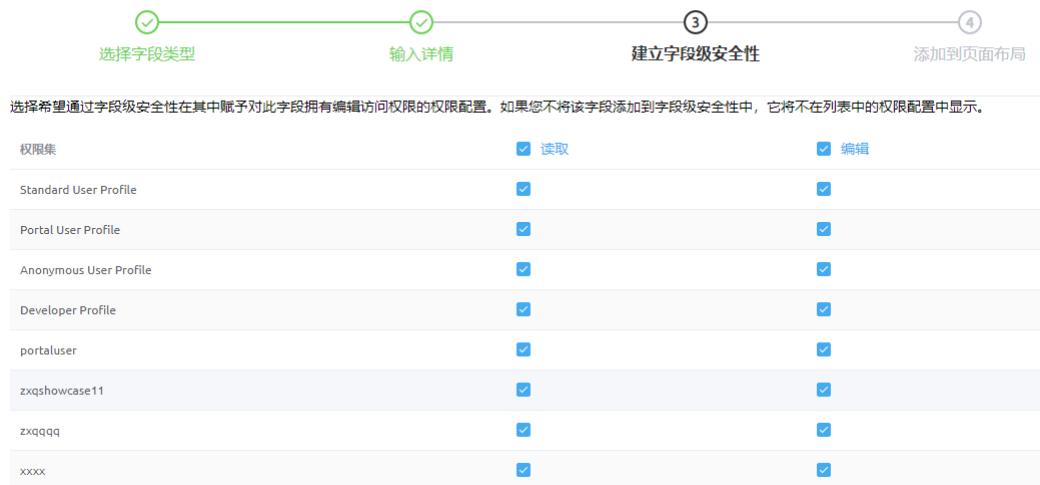 3 4
选择字段类型 输入详情 建立字段级安全性 添加到页面布局
选择希望通过字段级安全性在其中赋予对此字段拥有编辑访问权限的权限配置。如果您不将该字段添加到字段级安全性中，它将不在列表中的权限配置中显示。
权限集 读取 编辑
Standard User Profile
Portal User Profile
Anonymous User Profile
Developer Profile
portaluser
zxqshowcase11
zxqqqq
xxxx